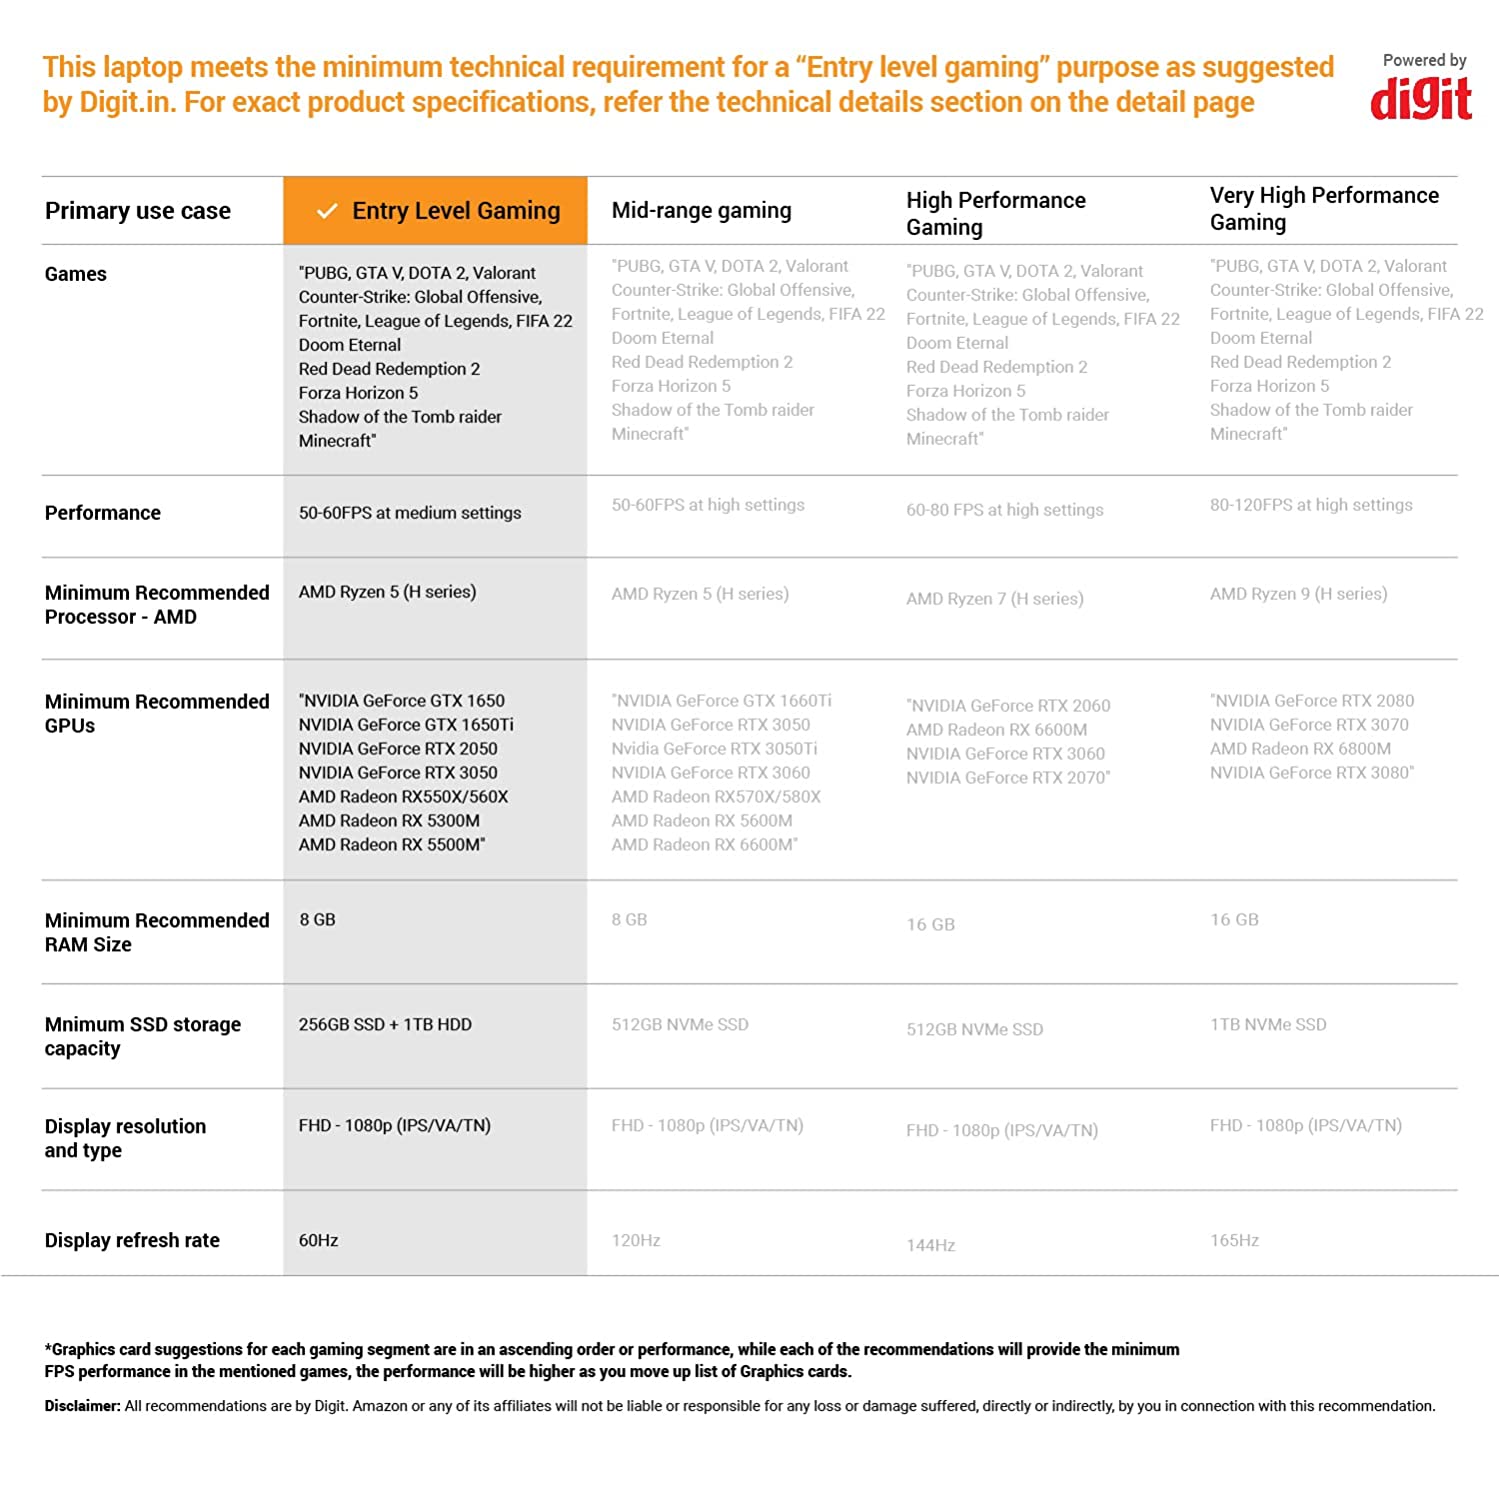 This laptop meets the minimum technical requirement for a “Entry level gaming” purpose as suggested
by Digit.in. For exact product specifications, refer the technical details section on the detail page
Powered by
digit
Primary use case
Entry Level Gaming
Mid-range gaming
High Performance
Gaming
Very High Performance
Gaming
Games
"PUBG, GTA V, DOTA 2, Valorant
Counter-Strike: Global Offensive,
Fortnite, League of Legends, FIFA 22
Doom Eternal
Red Dead Redemption 2
Forza Horizon 5
Shadow of the Tomb raider
Minecraft"
"PUBG, GTA V, DOTA 2, Valorant
Counter-Strike: Global Offensive,
Fortnite, League of Legends, FIFA 22
Doom Eternal
Red Dead Redemption 2
Forza Horizon 5
Shadow of the Tomb raider
Minecraft"
"PUBG, GTA V, DOTA 2, Valorant
Counter-Strike: Global Offensive,
Fortnite, League of Legends, FIFA 22
Doom Eternal
Red Dead Redemption 2
Forza Horizon 5
Shadow of the Tomb raider
Minecraft"
"PUBG, GTA V, DOTA 2, Valorant
Counter-Strike: Global Offensive,
Fortnite, League of Legends, FIFA 22
Doom Eternal
Red Dead Redemption 2
Forza Horizon 5
Shadow of the Tomb raider
Minecraft"
Performance
50-60FPS at medium settings
50-60FPS at high settings
60-80 FPS at high settings
80-120FPS at high settings
Minimum Recommended
Processor - AMD
AMD Ryzen 5 (H series)
AMD Ryzen 5 (H series)
AMD Ryzen 7 (H series)
AMD Ryzen 9 (H series)
Minimum Recommended
GPUs
"NVIDIA GeForce GTX 1650
NVIDIA GeForce GTX 1650Ti
NVIDIA GeForce RTX 2050
NVIDIA GeForce RTX 3050
AMD Radeon RX550X/560X
AMD Radeon RX 5300M
AMD Radeon RX 5500M"
"NVIDIA GeForce GTX 1660Ti
NVIDIA GeForce RTX 3050
Nvidia GeForce RTX 3050Ti
NVIDIA GeForce RTX 3060
AMD Radeon RX570X/580X
AMD Radeon RX 5600M
AMD Radeon RX 6600M"
"NVIDIA GeForce RTX 2060
AMD Radeon RX 6600M
NVIDIA GeForce RTX 3060
NVIDIA GeForce RTX 2070"
"NVIDIA GeForce RTX 2080
NVIDIA GeForce RTX 3070
AMD Radeon RX 6800M
NVIDIA GeForce RTX 3080"
Minimum Recommended
RAM Size
8 GB
8 GB
16 GB
16 GB
Mnimum SSD storage
capacity
256GB SSD + 1TB HDD
512GB NVMe SSD
512GB NVMe SSD
1TB NVMe SSD
Display resolution
and type
FHD - 1080p (IPS/VA/TN)
FHD - 1080p (IPS/VA/TN)
FHD - 1080p (IPS/VA/TN)
FHD - 1080p (IPS/VA/TN)
Display refresh rate
60Hz
120Hz
144Hz
165Hz
*Graphics card suggestions for each gaming segment are in an ascending order or performance, while each of the recommendations will provide the minimum
FPS performance in the mentioned games, the performance will be higher as you move up list of Graphics cards.
Disclaimer: All recommendations are by Digit. Amazon or any of its affiliates will not be liable or responsible for any loss or damage suffered, directly or indirectly, by you in connection with this recommendation.